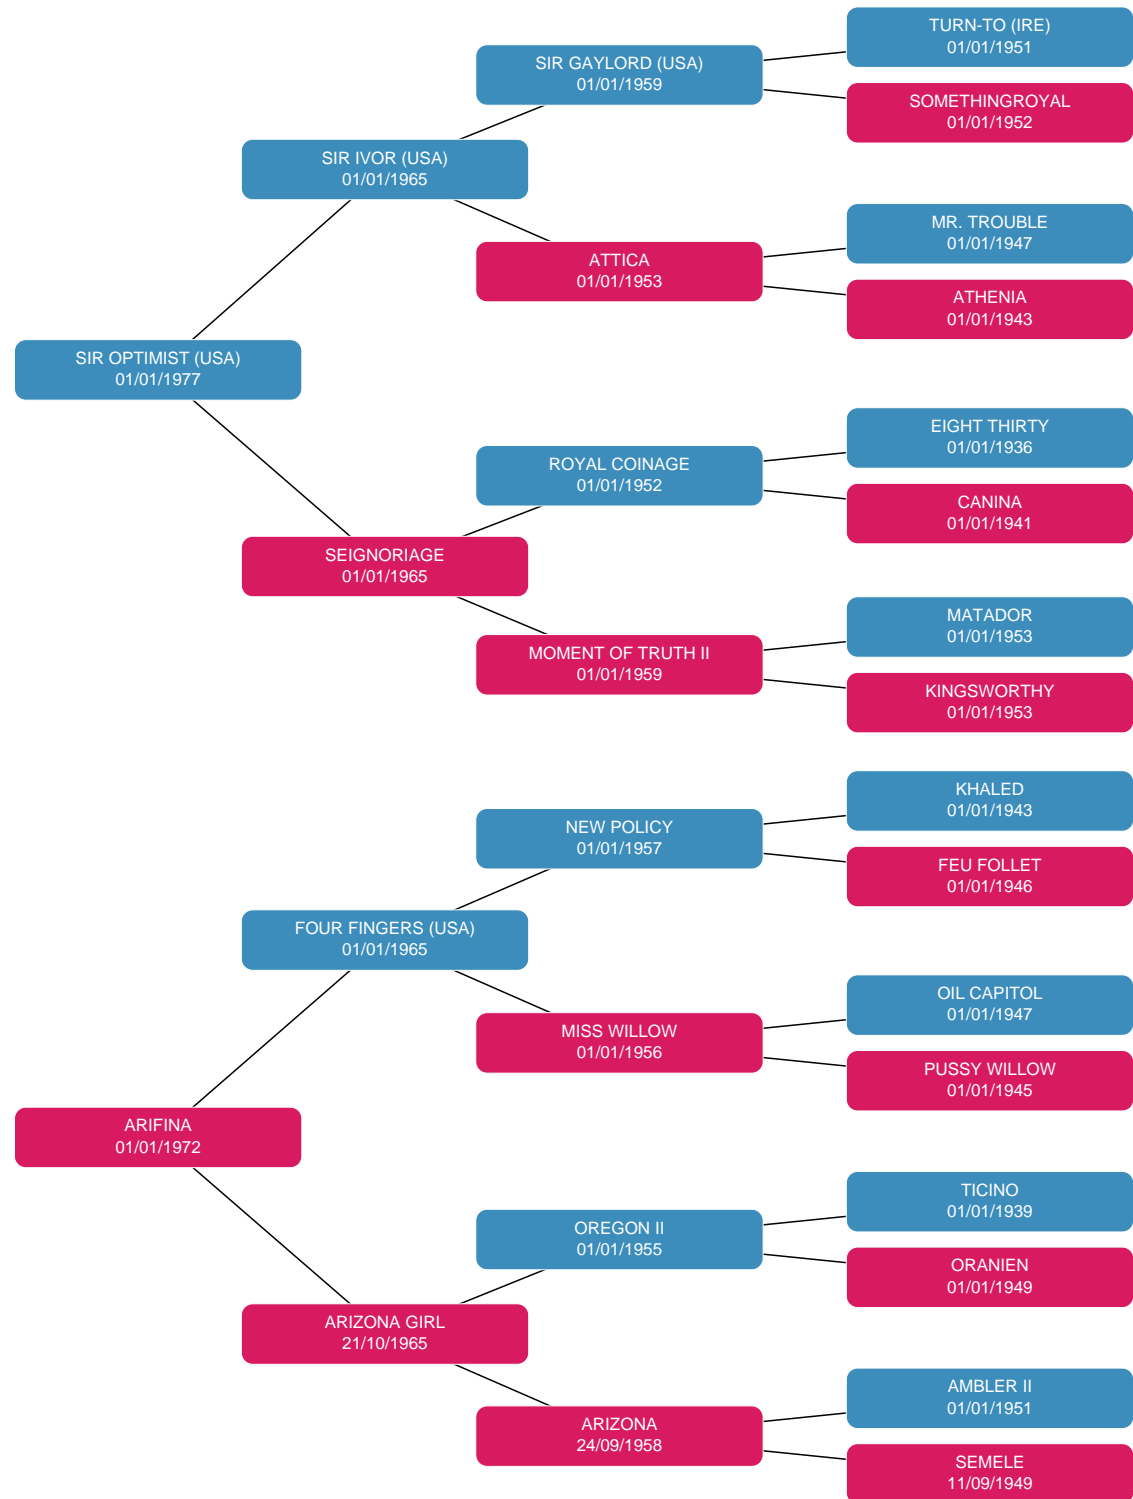 TURN-TO (IRE)
01/01/1951
SIR GAYLORD (USA)
01/01/1959
SOMETHINGROYAL
01/01/1952
SIR IVOR (USA)
01/01/1965
MR. TROUBLE
01/01/1947
ATTICA
01/01/1953
ATHENIA
01/01/1943
SIR OPTIMIST (USA)
01/01/1977
EIGHT THIRTY
01/01/1936
ROYAL COINAGE
01/01/1952
CANINA
01/01/1941
SEIGNORIAGE
01/01/1965
MATADOR
01/01/1953
MOMENT OF TRUTH II
01/01/1959
KINGSWORTHY
01/01/1953
KHALED
01/01/1943
NEW POLICY
01/01/1957
FEU FOLLET
01/01/1946
FOUR FINGERS (USA)
01/01/1965
OIL CAPITOL
01/01/1947
MISS WILLOW
01/01/1956
PUSSY WILLOW
01/01/1945
ARIFINA
01/01/1972
TICINO
01/01/1939
OREGON II
01/01/1955
ORANIEN
01/01/1949
ARIZONA GIRL
21/10/1965
AMBLER II
01/01/1951
ARIZONA
24/09/1958
SEMELE
11/09/1949